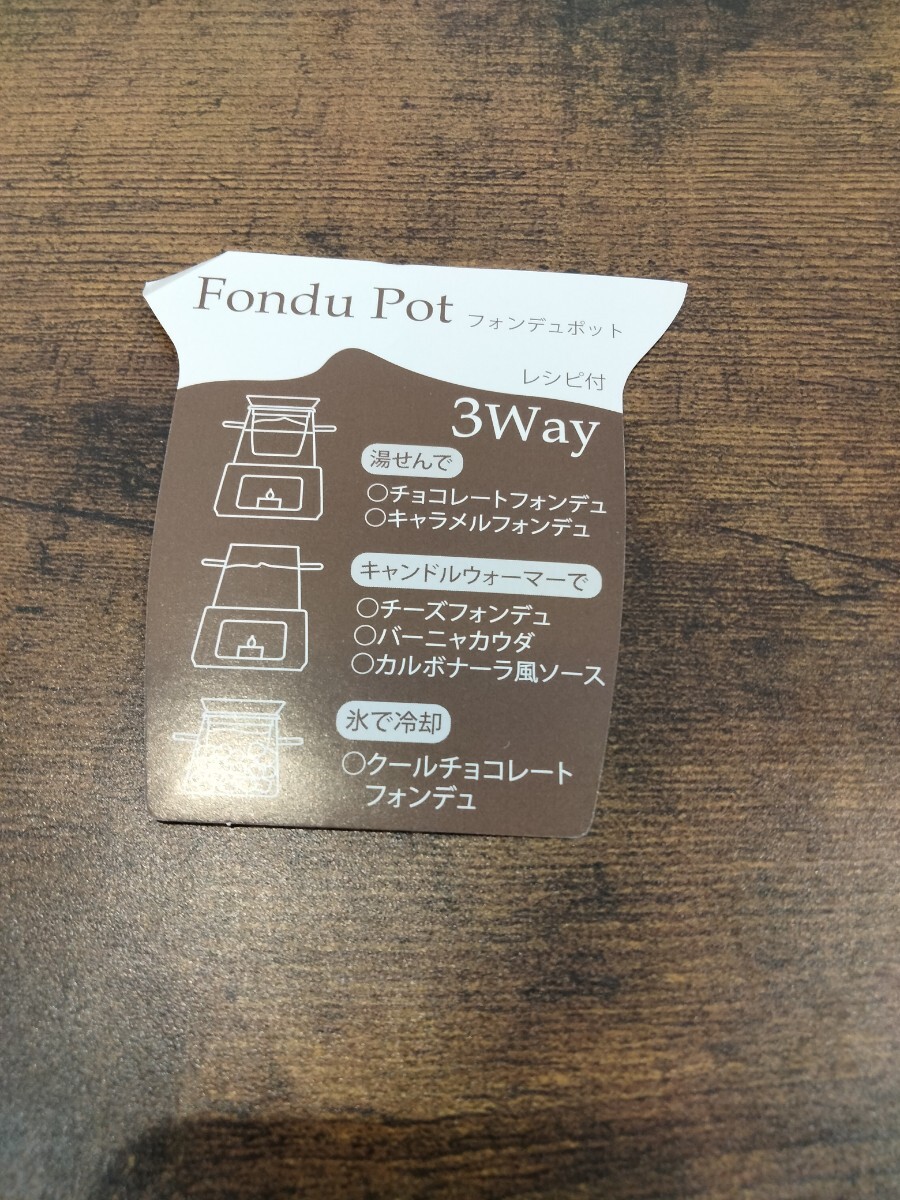 Fondu Pot フォンデュポット
レシピ付
3Way
湯せんで
○チョコレートフォンデュ
○キャラメルフォンデュ
キャンドルウォーマーで
○チーズフォンデュ
○バーニャカウダ
○カルボナーラ風ソース
氷で冷却
○クールチョコレート
フォンデュ